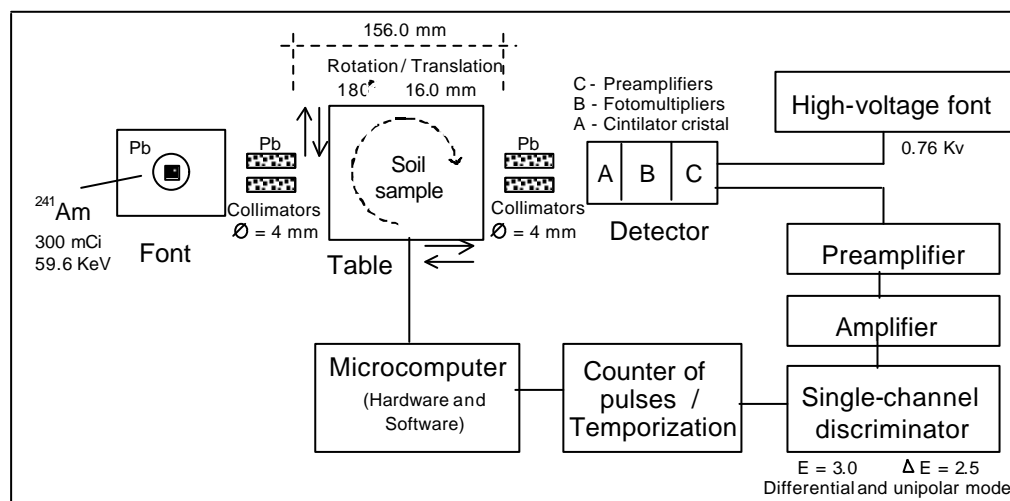 156.0 mm
Rotation / Translation
180° 16.0 mm
C - Preamplifiers
B - Fotomultipliers
A - Cintilator cristal
High-voltage font
0.76 Kv
Pb
Pb
Pb
Soil
sample
A B C
241Am
300 mCi
59.6 KeV
Font
Collimators
Ø = 4 mm
Table
Collimators
Ø = 4 mm
Detector
Preamplifier
Amplifier
Microcomputer
(Hardware and
Software)
Counter of
pulses /
Temporization
Single-channel
discriminator
E = 3.0 Δ E = 2.5
Differential and unipolar mode